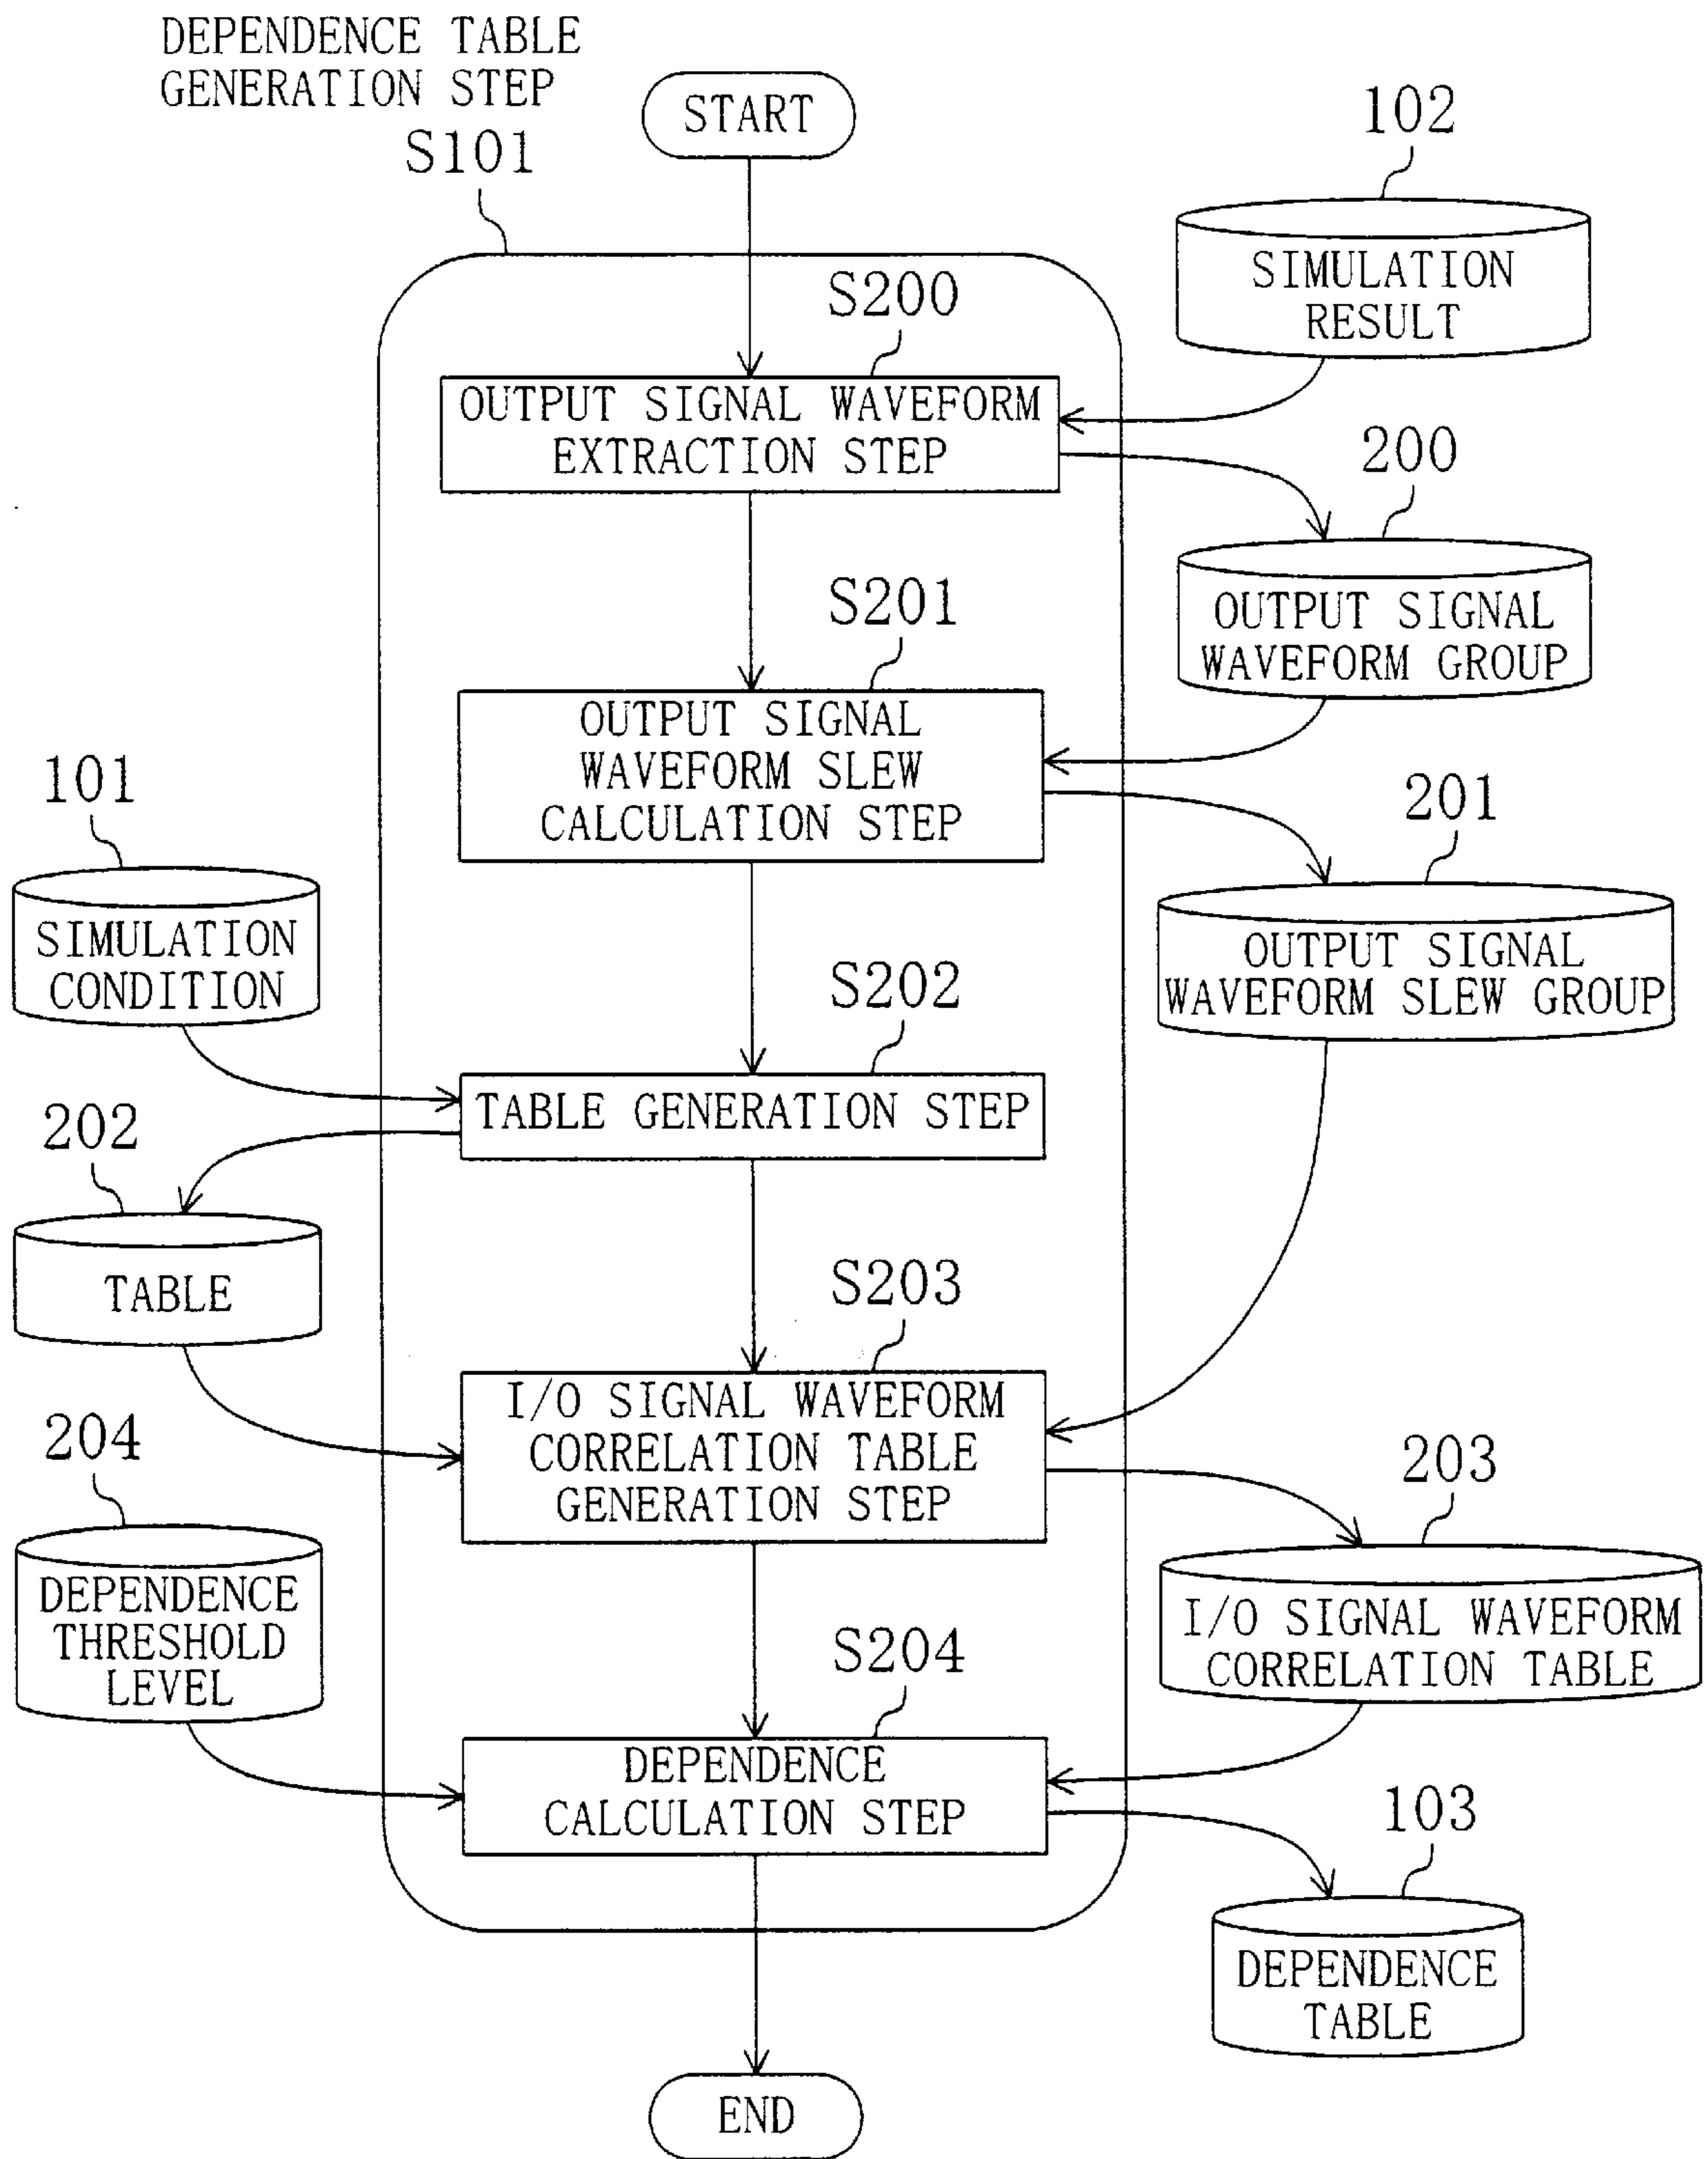 DEPENDENCE TABLE
GENERATION STEP
S101
START
102
SIMULATION
RESULT
S200
OUTPUT SIGNAL WAVEFORM
EXTRACTION STEP
200
OUTPUT SIGNAL
WAVEFORM GROUP
S201
OUTPUT SIGNAL
WAVEFORM SLEW
CALCULATION STEP
201
OUTPUT SIGNAL
WAVEFORM SLEW GROUP
101
SIMULATION
CONDITION
S202
TABLE GENERATION STEP
202
TABLE
S203
I/O SIGNAL WAVEFORM
CORRELATION TABLE
GENERATION STEP
203
I/O SIGNAL WAVEFORM
CORRELATION TABLE
204
DEPENDENCE
THRESHOLD
LEVEL
S204
DEPENDENCE
CALCULATION STEP
103
DEPENDENCE
TABLE
END